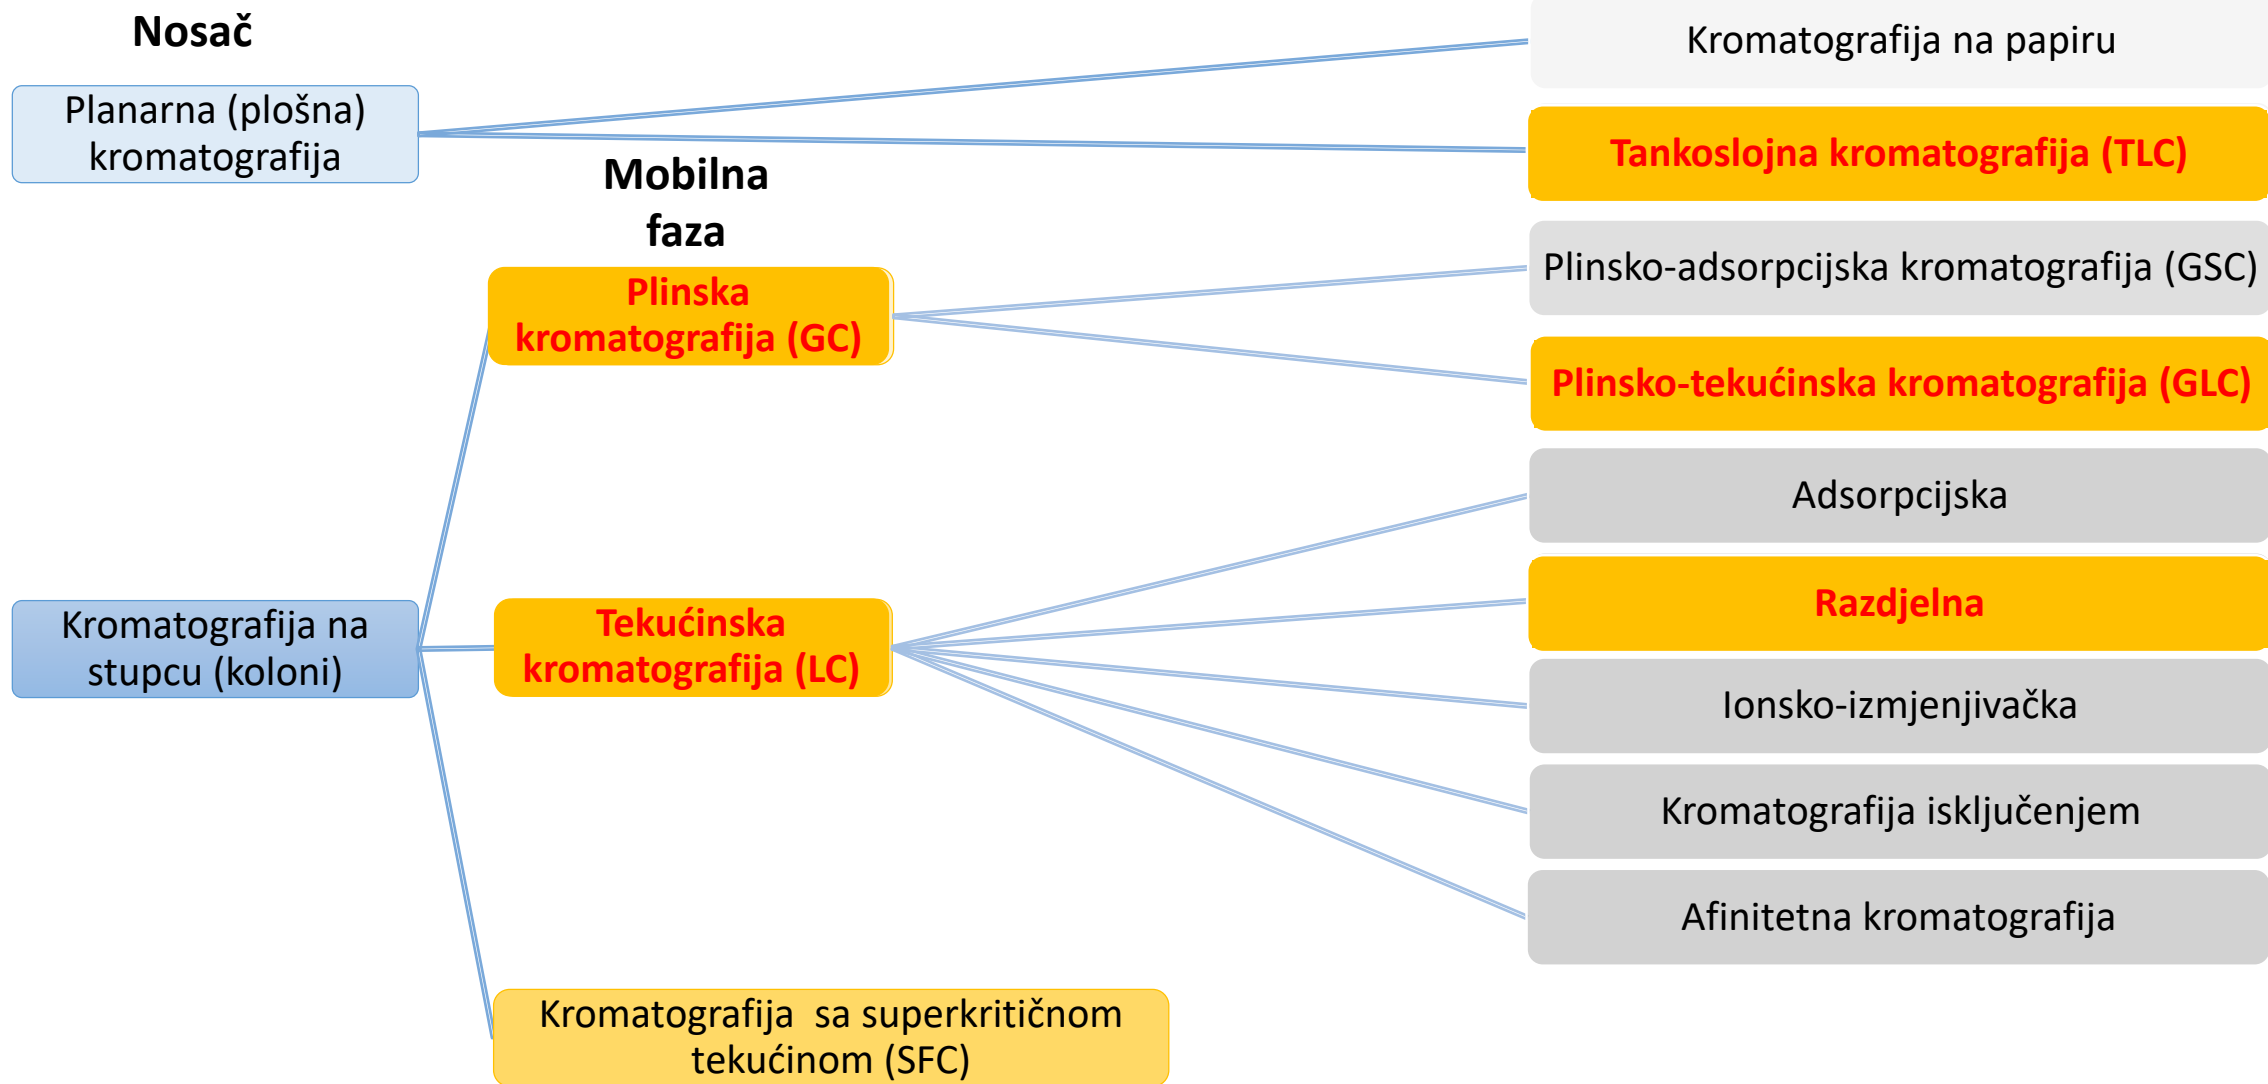 Nosač
Planarna (plošna)
kromatografija
Mobilna
faza
Plinska
kromatografija (GC)
Tekućinska
kromatografija (LC)
Kromatografija na
stupcu (koloni)
Kromatografija  sa superkritičnom
tekućinom (SFC)
Kromatografija na papiru
Tankoslojna kromatografija (TLC)
Plinsko-adsorpcijska kromatografija (GSC)
Plinsko-tekućinska kromatografija (GLC)
Adsorpcijska
Razdjelna
Ionsko-izmjenjivačka
Kromatografija isključenjem
Afinitetna kromatografija